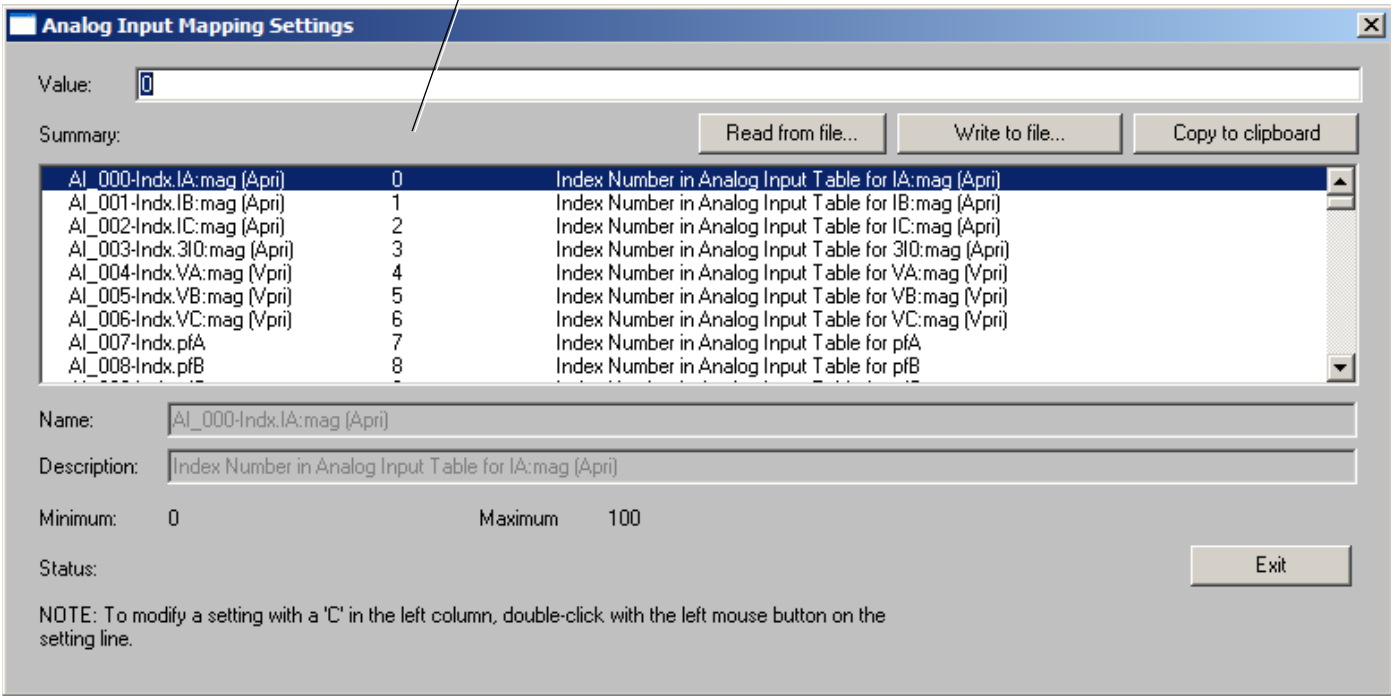 Analog Input Mapping Settings
Value: 0
Summary: Read from file... Write to file... Copy to clipboard
AI_000-Indx.IA:mag (Apri) 0 Index Number in Analog Input Table for IA:mag (Apri)
AI_001-Indx.IB:mag (Apri) 1 Index Number in Analog Input Table for IB:mag (Apri)
AI_002-Indx.IC:mag (Apri) 2 Index Number in Analog Input Table for IC:mag (Apri)
AI_003-Indx.3I0:mag (Apri) 3 Index Number in Analog Input Table for 3I0:mag (Apri)
AI_004-Indx.VA:mag (Vpri) 4 Index Number in Analog Input Table for VA:mag (Vpri)
AI_005-Indx.VB:mag (Vpri) 5 Index Number in Analog Input Table for VB:mag (Vpri)
AI_006-Indx.VC:mag (Vpri) 6 Index Number in Analog Input Table for VC:mag (Vpri)
AI_007-Indx.pfA 7 Index Number in Analog Input Table for pfA
AI_008-Indx.pfB 8 Index Number in Analog Input Table for pfB
Name: AI_000-Indx.IA:mag (Apri)
Description: Index Number in Analog Input Table for IA:mag (Apri)
Minimum: 0 Maximum 100
Status: Exit
NOTE: To modify a setting with a 'C' in the left column, double-click with the left mouse button on the
setting line.